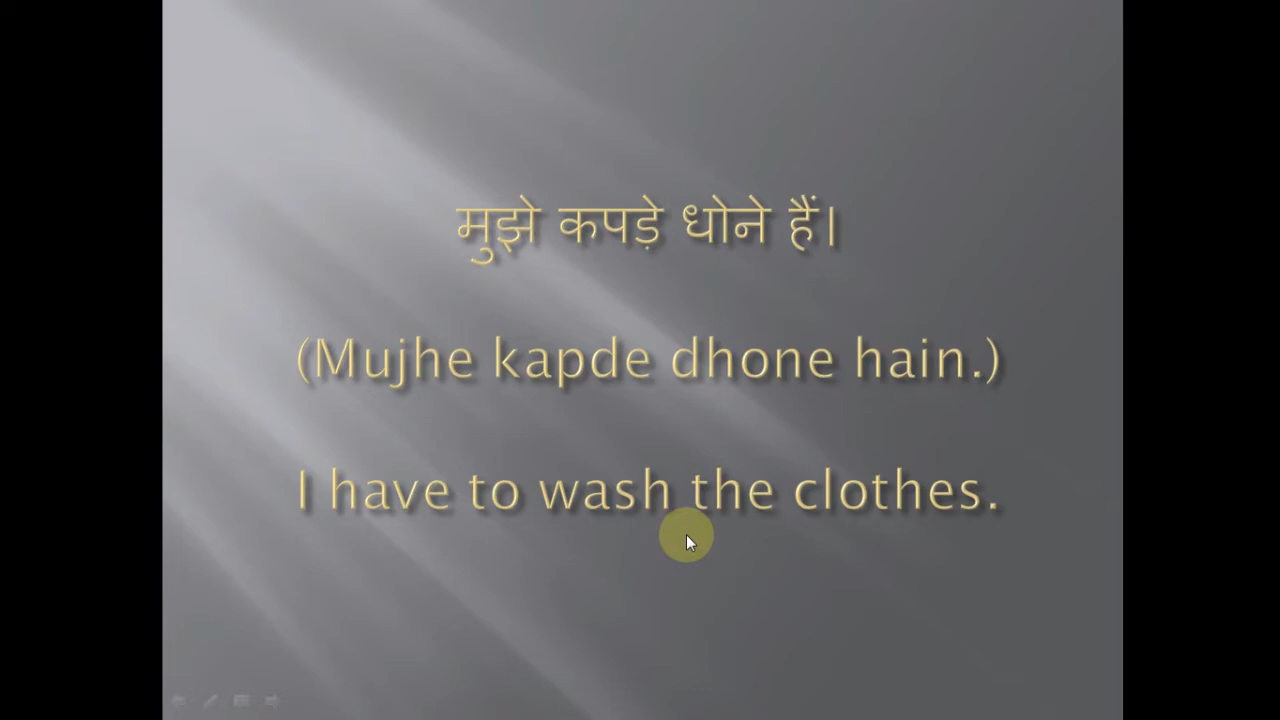 मुझे कपड़े धोने हैं।
(Mujhe kapde dhone hain.)
I have to wash the clothes.